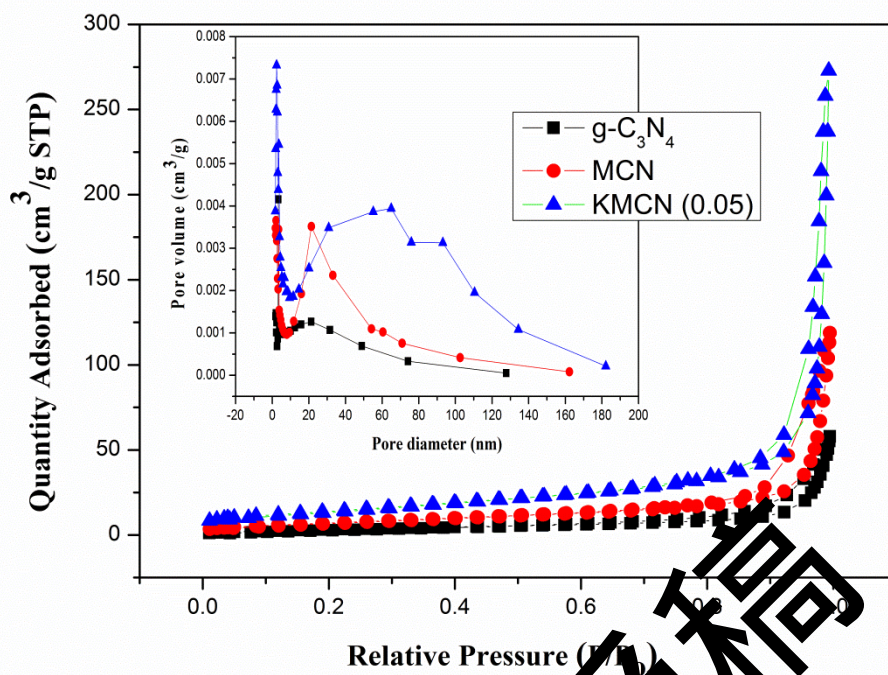 300
250
200
150
100
50
0
Quantity Adsorbed (cm³/g STP)
0.0 0.2 0.4 0.6
Relative Pressure
0.008
0.007
0.006
0.005
0.004
0.003
0.002
0.001
0.000
Pore volume (cm³/g)
-20 0 20 40 60 80 100 120 140 160 180 200
Pore diameter (nm)
g-C₃N₄
MCN
KMCN (0.05)
稿